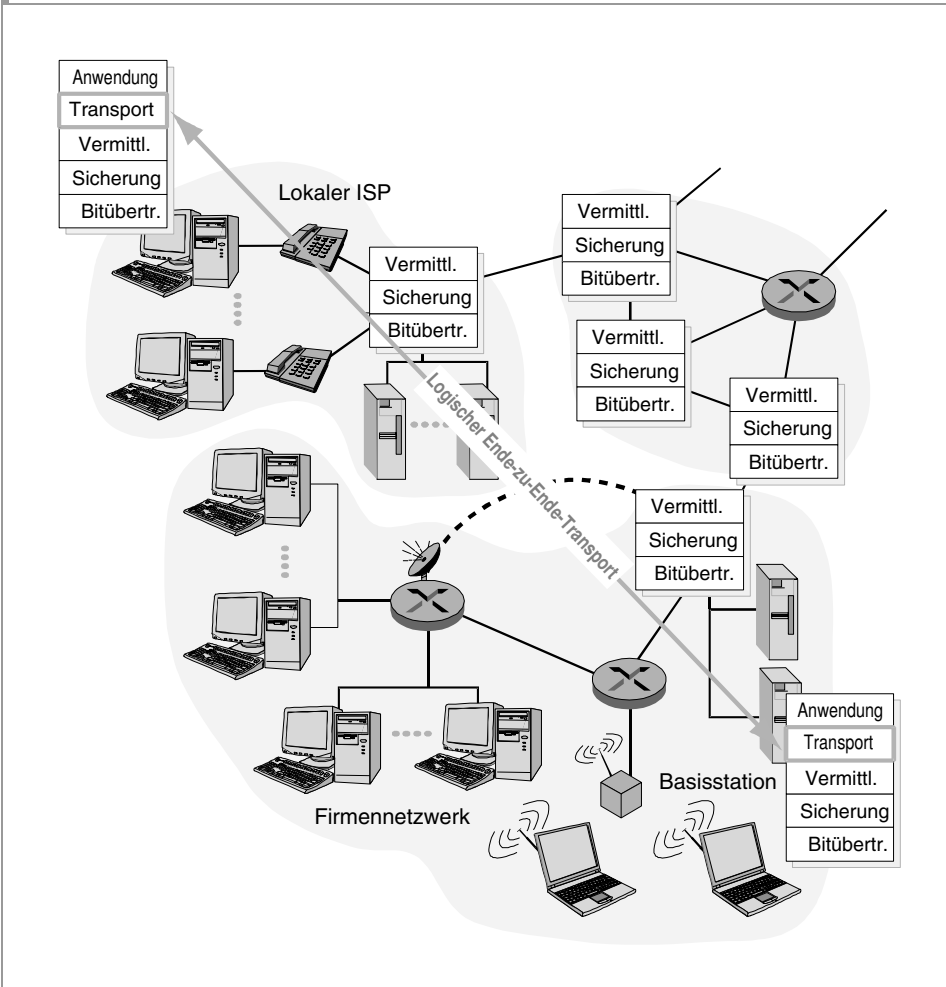 Anwendung
Transport
Vermittl.
Sicherung
Bitübertr.
Lokaler ISP
Vermittl.
Sicherung
Bitübertr.
Vermittl.
Sicherung
Bitübertr.
Vermittl.
Sicherung
Bitübertr.
Vermittl.
Sicherung
Bitübertr.
Logischer Ende-zu-Ende-Transport
Vermittl.
Sicherung
Bitübertr.
Anwendung
Transport
Vermittl.
Sicherung
Bitübertr.
Basisstation
Firmennetzwerk